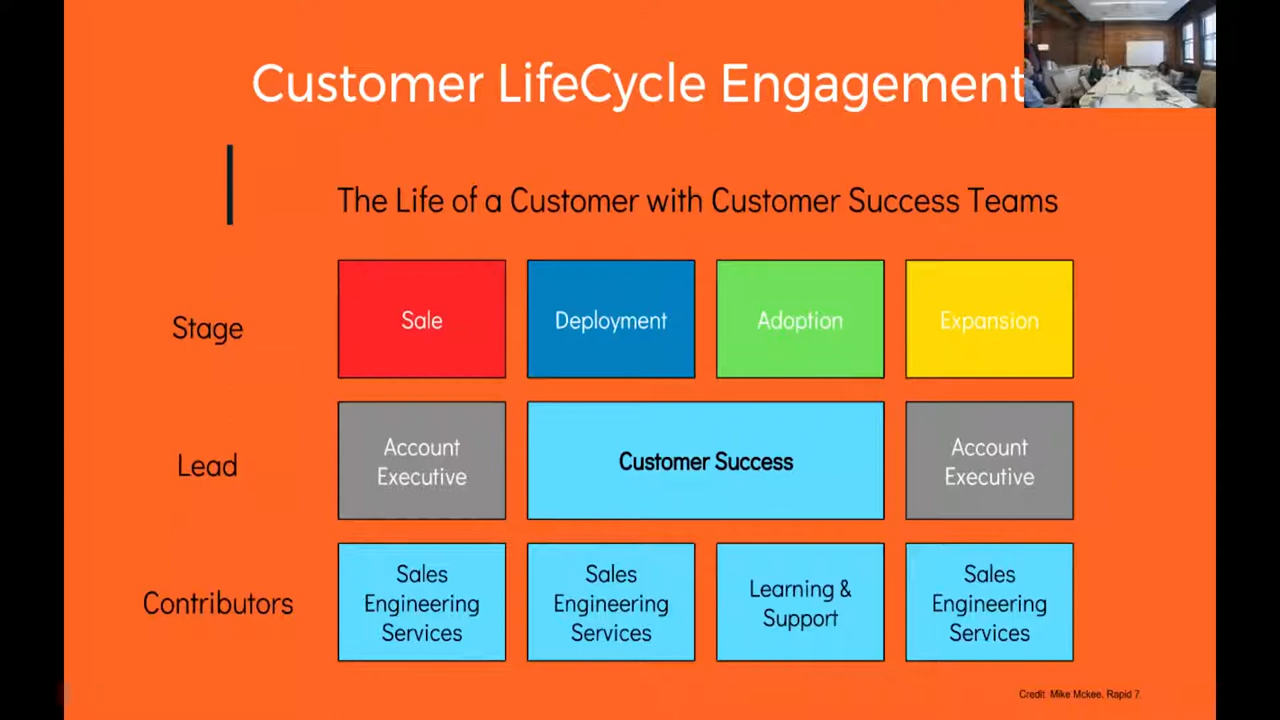 Customer LifeCycle Engagement
The Life of a Customer with Customer Success Teams
Stage
Sale
Deployment
Adoption
Expansion
Lead
Account
Executive
Customer Success
Account
Executive
Contributors
Sales
Engineering
Services
Sales
Engineering
Services
Learning &
Support
Sales
Engineering
Services
Credit Mike Mckee, Rapid 7.